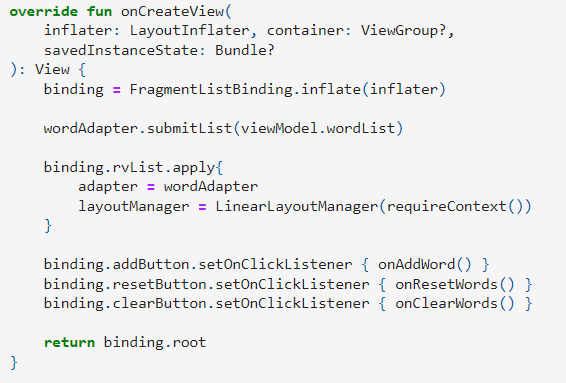 override fun onCreateView(
    inflater: LayoutInflater, container: ViewGroup?,
    savedInstanceState: Bundle?
): View {
    binding = FragmentListBinding.inflate(inflater)

    wordAdapter.submitList(viewModel.wordList)

    binding.rvList.apply{
        adapter = wordAdapter
        layoutManager = LinearLayoutManager(requireContext())
    }

    binding.addButton.setOnClickListener { onAddWord() }
    binding.resetButton.setOnClickListener { onResetWords() }
    binding.clearButton.setOnClickListener { onClearWords() }

    return binding.root
}